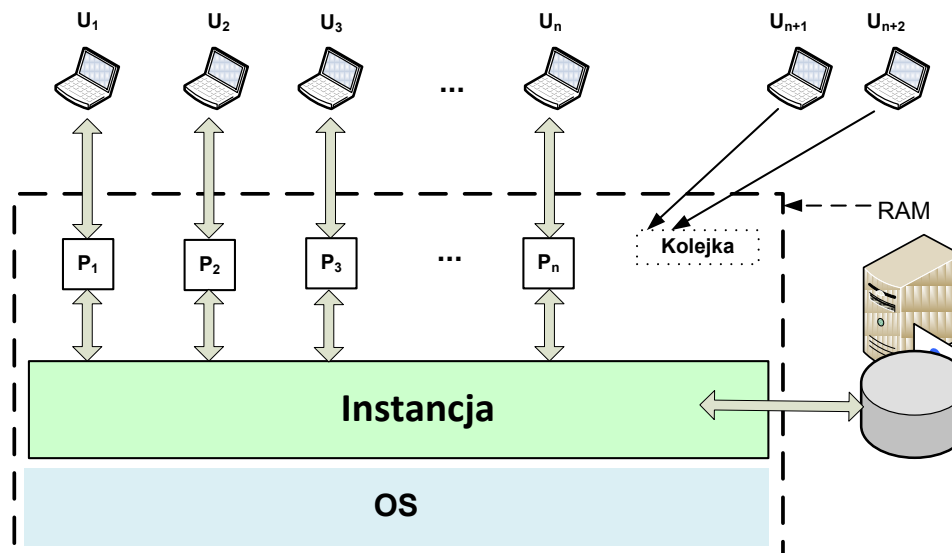 U1 U2 U3 Un Un+1 Un+2
...
RAM
Kolejka
P1 P2 P3 ... Pn
Instancja
OS